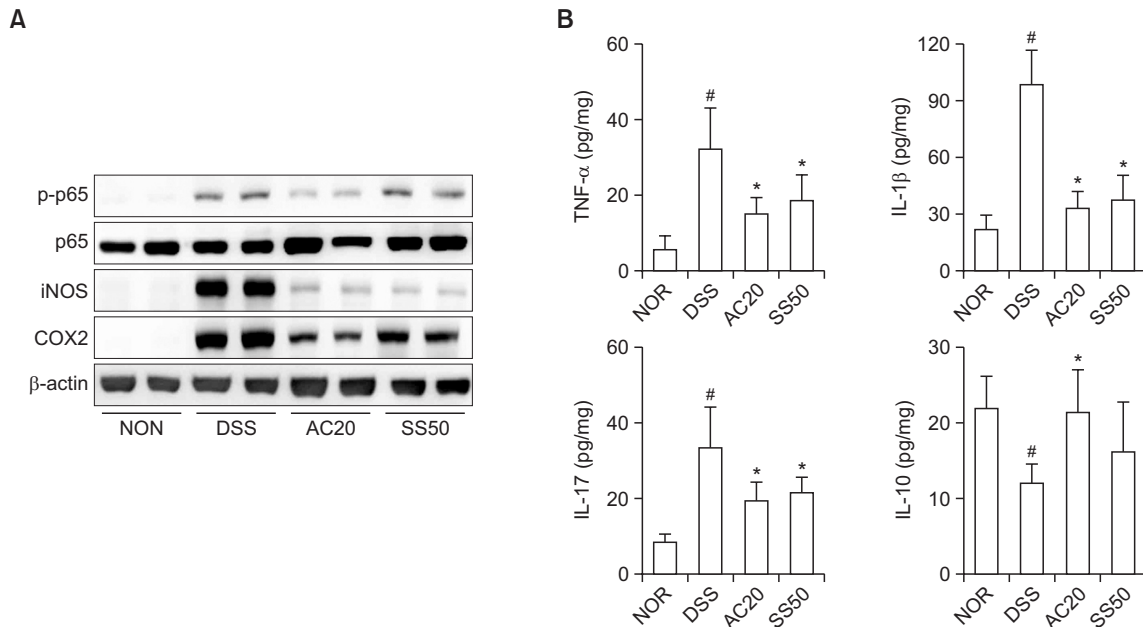 A
p-p65
p65
iNOS
COX2
β-actin
NON DSS AC20 SS50
B
TNF-α (pg/mg)
60
40
20
0
#
*
*
NOR DSS AC20 SS50
IL-1β (pg/mg)
120
90
60
30
0
#
*
*
NOR DSS AC20 SS50
IL-17 (pg/mg)
60
40
20
0
#
*
*
NOR DSS AC20 SS50
IL-10 (pg/mg)
30
20
10
0
#
*
NOR DSS AC20 SS50